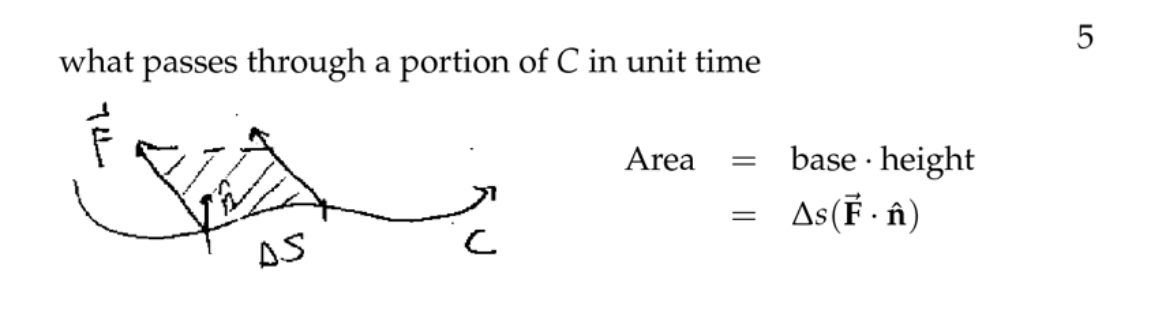 5
what passes through a portion of C in unit time
F⃗
n̂
ΔS
C
Area = base · height
= Δs(F⃗ · n̂)